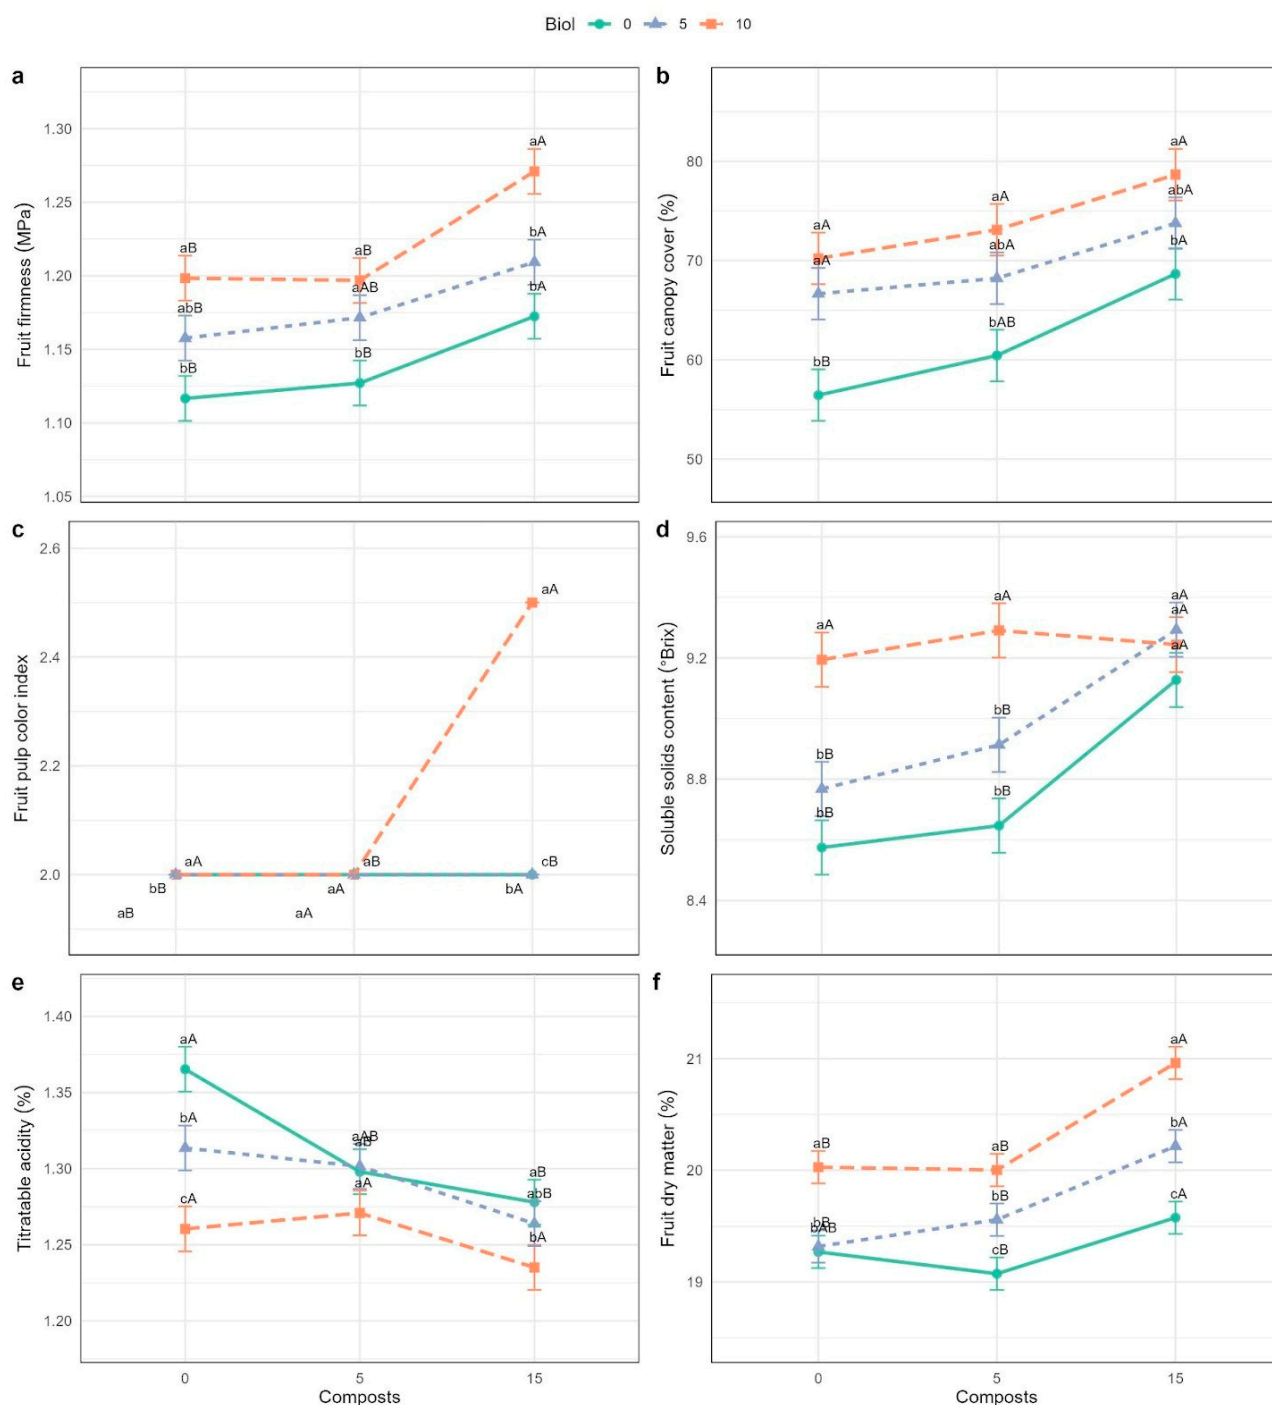 Biol 0 5 10
a
Fruit firmness (MPa)
1.30
1.25
1.20
1.15
1.10
1.05
aB
abB
bB
aB
aAB
bB
aA
bA
bA
b
Fruit canopy cover (%)
80
70
60
50
aA
aA
bB
aA
abA
bAB
aA
abA
bA
c
Fruit pulp color index
2.6
2.4
2.2
2.0
aA
bB
aB
aB
aA
aA
aA
cB
bA
d
Soluble solids content (°Brix)
9.6
9.2
8.8
8.4
aA
bB
bB
aA
bB
bB
aA
aA
aA
e
Titratable acidity (%)
1.40
1.35
1.30
1.25
1.20
aA
bA
cA
aAB
aB
aA
aB
abB
bA
0 5 15
Composts
f
Fruit dry matter (%)
21
20
19
aB
bB
bAB
aB
bB
cB
aA
bA
cA
0 5 15
Composts